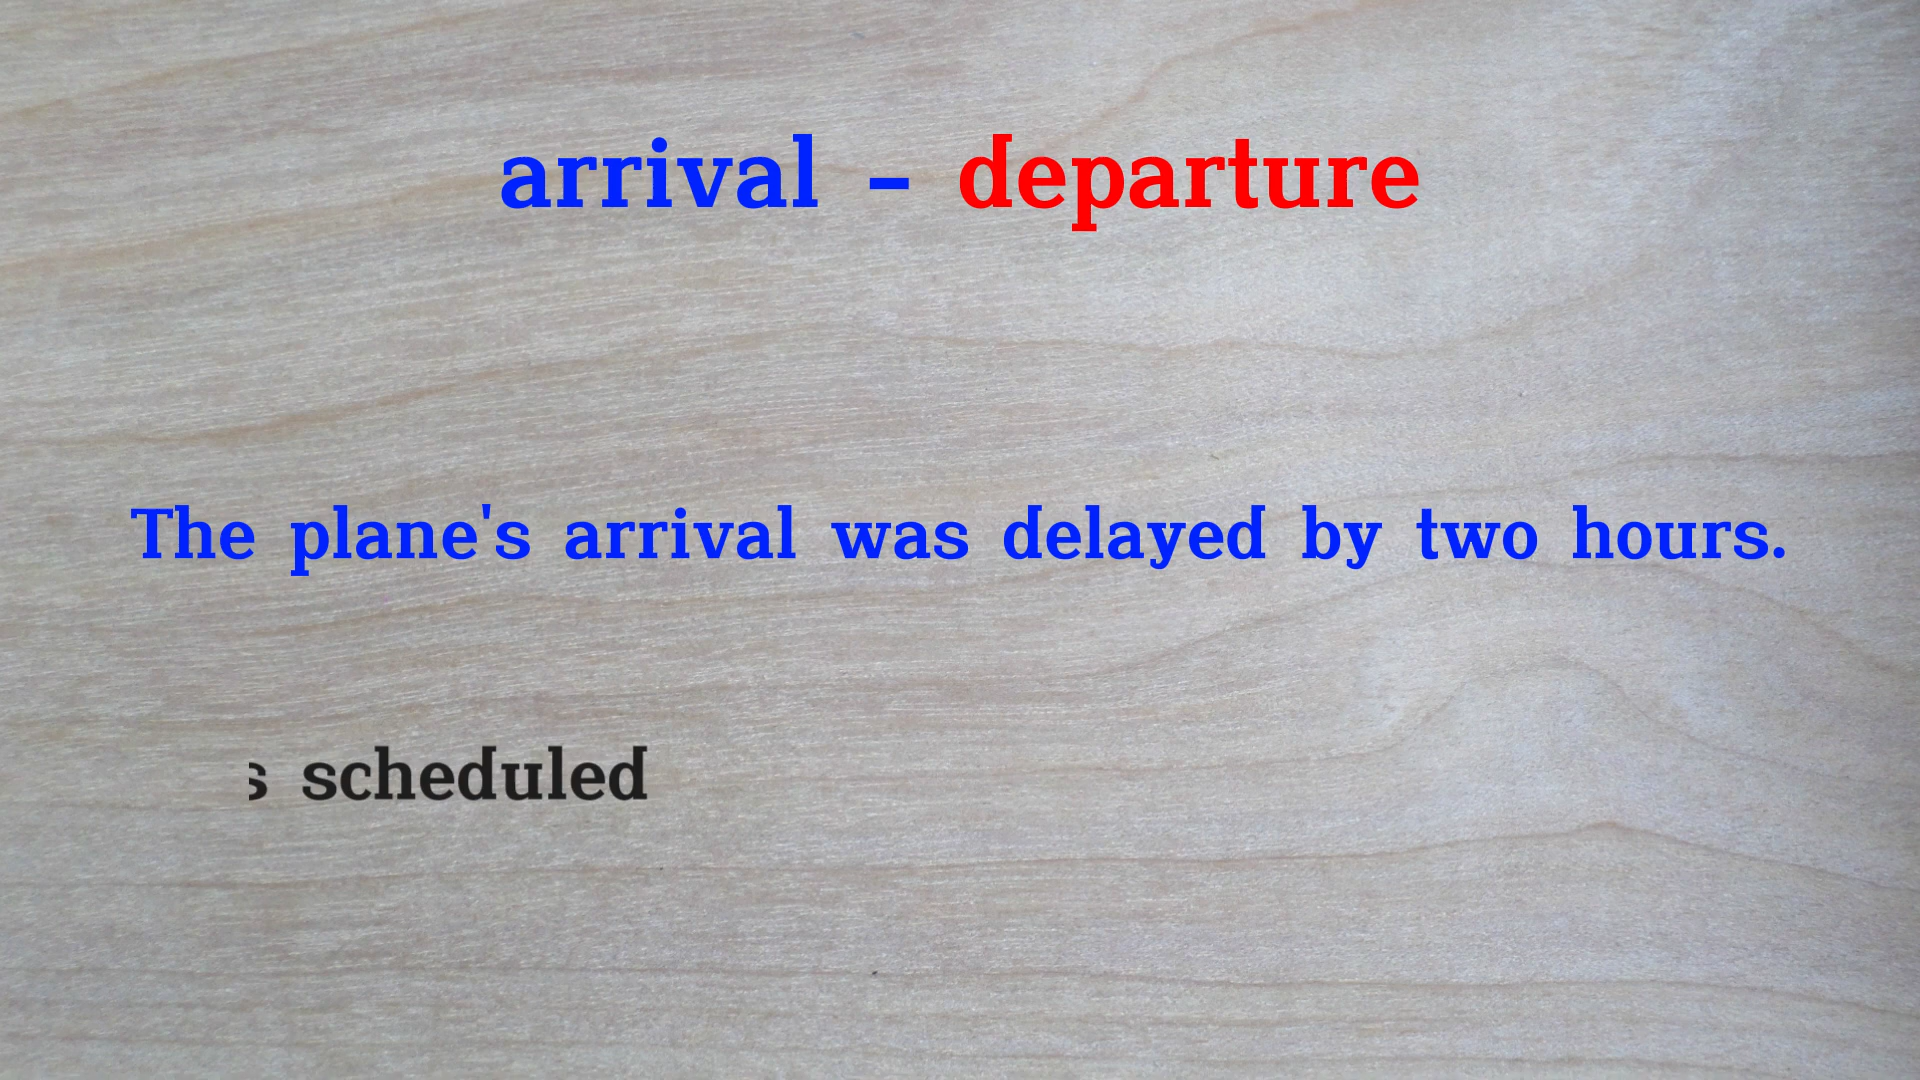 arrival - departure
The plane's arrival was delayed by two hours.
scheduled